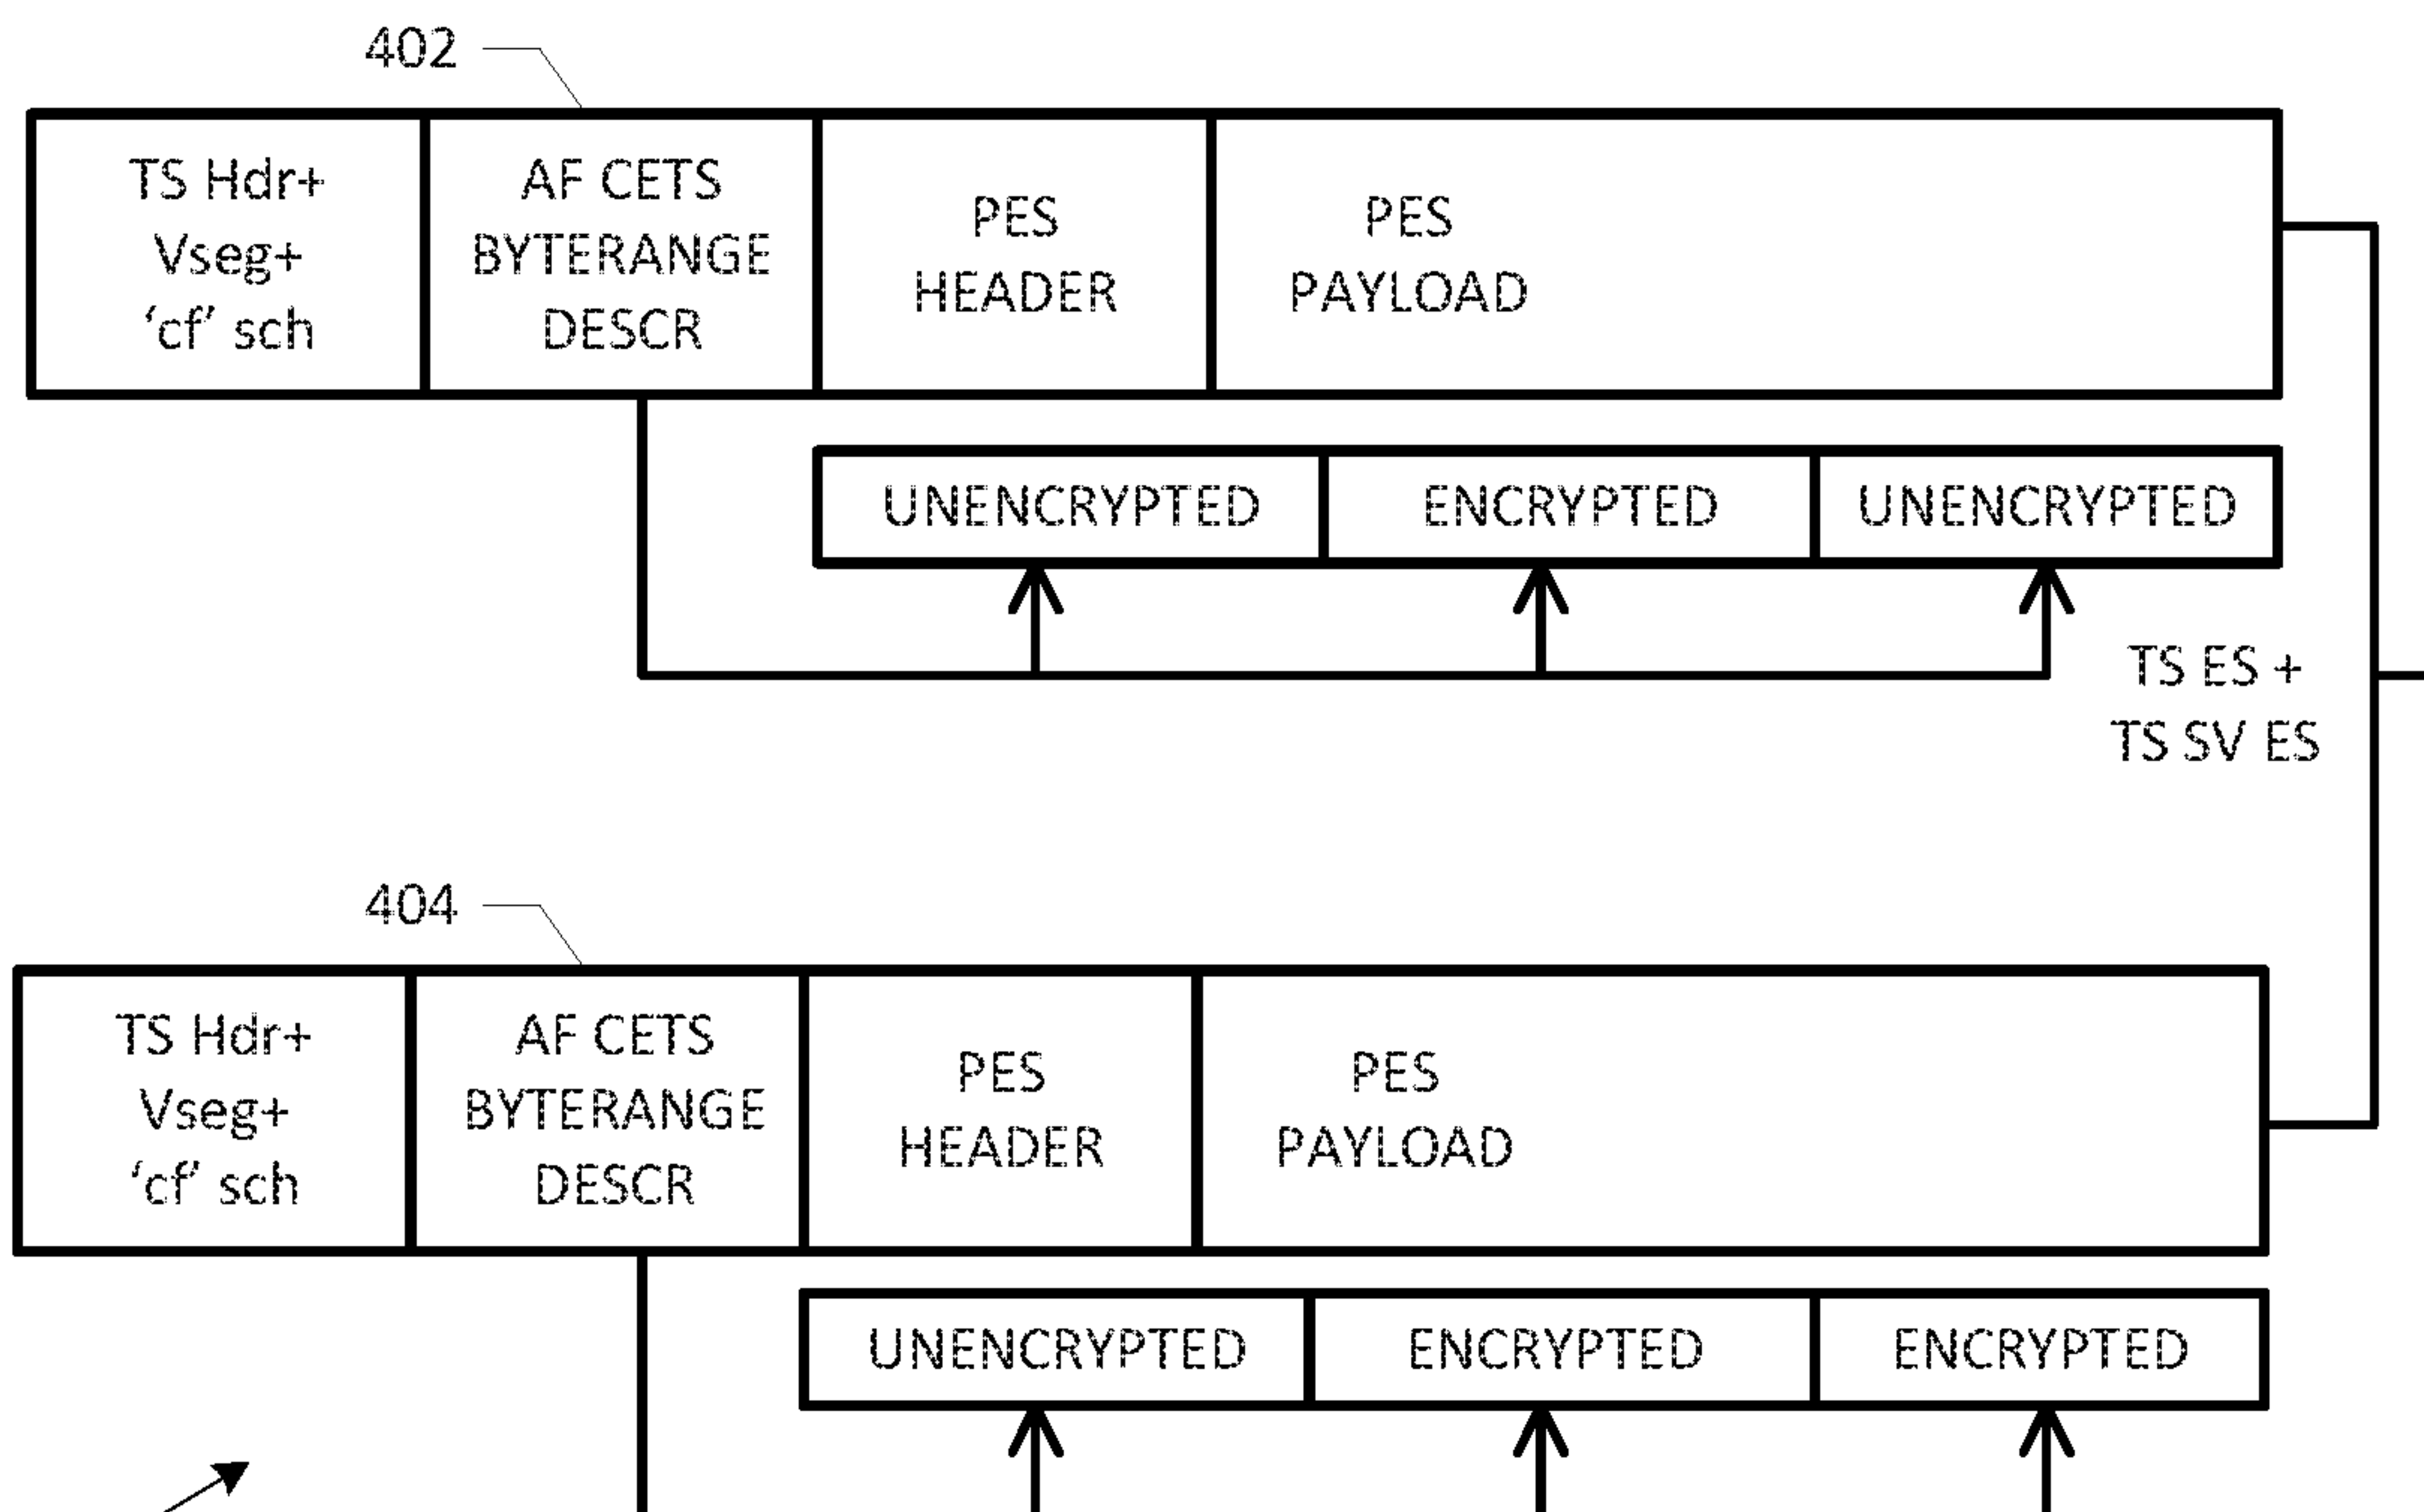 402
TS Hdr+
Vseg+
‘cf’ sch
AF CETS
BYTERANGE
DESCR
PES
HEADER
PES
PAYLOAD
UNENCRYPTED
ENCRYPTED
UNENCRYPTED
TS ES +
TS SV ES
404
TS Hdr+
Vseg+
‘cf’ sch
AF CETS
BYTERANGE
DESCR
PES
HEADER
PES
PAYLOAD
UNENCRYPTED
ENCRYPTED
ENCRYPTED